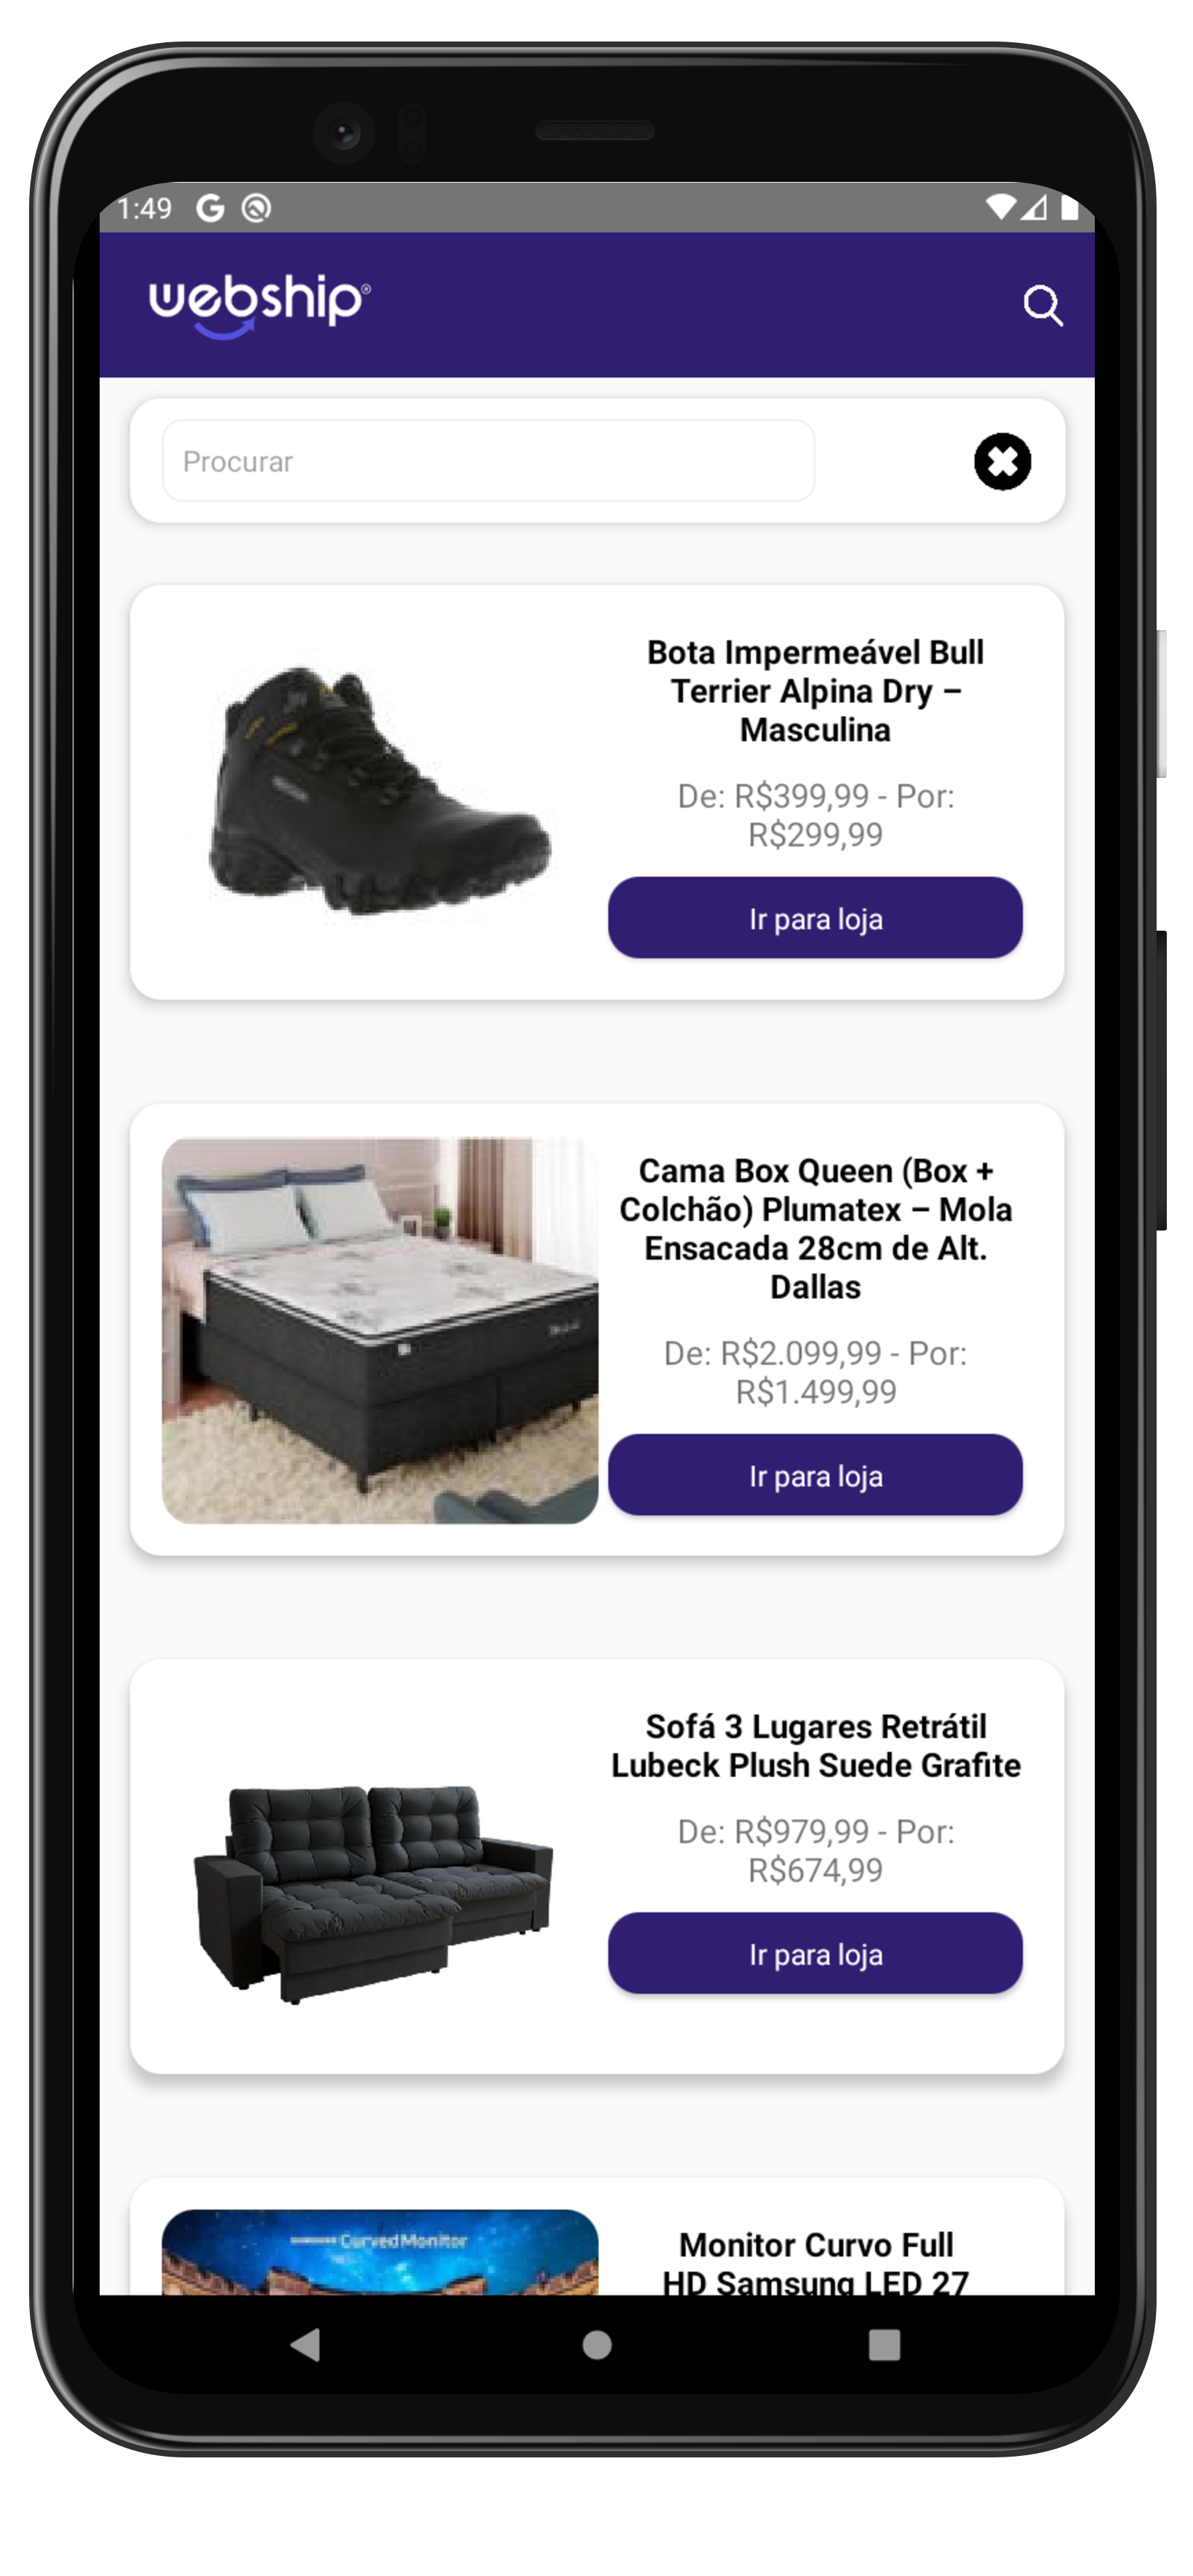 1:49
webship®
Procurar
Bota Impermeável Bull
Terrier Alpina Dry –
Masculina
De: R$399,99 - Por:
R$299,99
Ir para loja
Cama Box Queen (Box +
Colchão) Plumatex – Mola
Ensacada 28cm de Alt.
Dallas
De: R$2.099,99 - Por:
R$1.499,99
Ir para loja
Sofá 3 Lugares Retrátil
Lubeck Plush Suede Grafite
De: R$979,99 - Por:
R$674,99
Ir para loja
CurvedMonitor
Monitor Curvo Full
HD Samsung LED 27